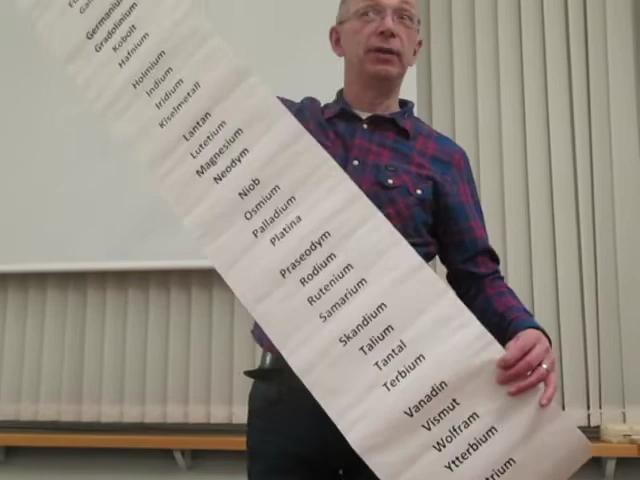 Germanium
Gradolinium
Kobolt
Hafnium
Holmium
Indium
Iridium
Kiselmetall
Lantan
Lutetium
Magnesium
Neodym
Niob
Osmium
Palladium
Platina
Praseodym
Rodium
Rutenium
Samarium
Skandium
Talium
Tantal
Terbium
Vanadin
Vismut
Wolfram
Ytterbium